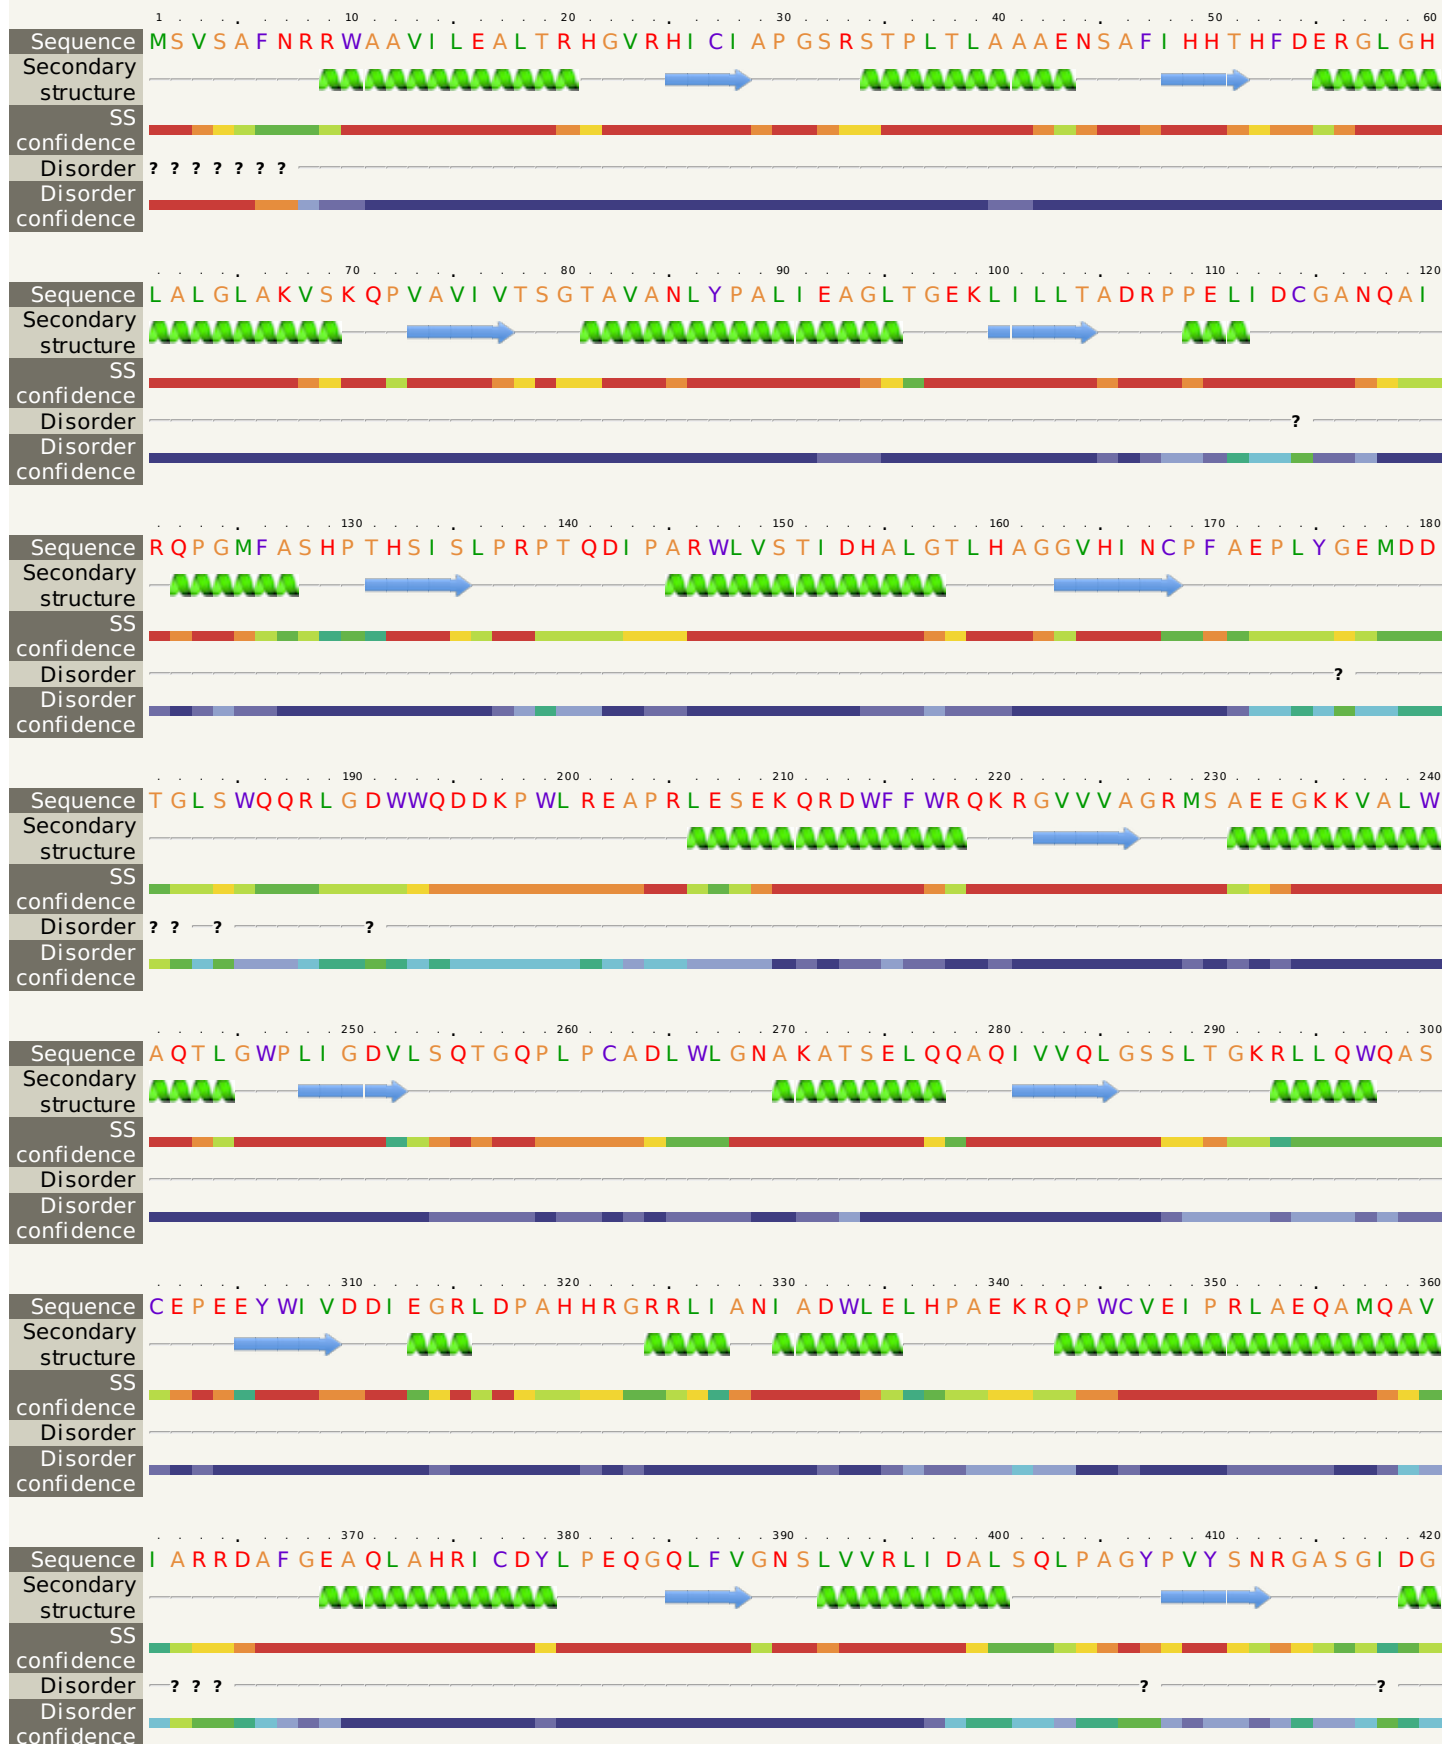 1 10 20 30 40 50 60
Sequence MSVSAFNRRWAAVILEALTRHGVRHICIAPGSRSTPLTLAAAENSAFIHHTHFDERGLGH
Secondary
structure
SS
confidence
Disorder ? ? ? ? ? ? ?
Disorder
confidence
70 80 90 100 110 120
Sequence LALGLAKVSKQPVAVIVTSGTAVANLYPALIEAGLTGEKLILLTADRPPELIDCGANQAI
Secondary
structure
SS
confidence
Disorder ?
Disorder
confidence
130 140 150 160 170 180
Sequence RQPGMFASHPTHSISLPRPTQDIPARWLVSTIDHALGTLHAGGVHINCPFAEPLYGEMDD
Secondary
structure
SS
confidence
Disorder ?
Disorder
confidence
190 200 210 220 230 240
Sequence TGLSWQQRLGDWWQDDKPWLREAPRLESEKQRDWFFWRQKRGVVVAGRMSAEEGKKVALW
Secondary
structure
SS
confidence
Disorder ? ? ? ?
Disorder
confidence
250 260 270 280 290 300
Sequence AQTLGWPLIGDVLSQTGQPLPCADLWLGNAKATSELQQAQIVVQLGSSLTGKRLLQWQAS
Secondary
structure
SS
confidence
Disorder
Disorder
confidence
310 320 330 340 350 360
Sequence CEPEEYWIVDDIEGRLDPAHHRGRRLIANIADWLELHPAEKRQPWCVEIPRLAEQAMQAV
Secondary
structure
SS
confidence
Disorder
Disorder
confidence
370 380 390 400 410 420
Sequence IARRDAFGEAQLAHRICDYLPEQGQLFVGNSLVVRLIDALSQLPAGYPVYSNRGASGIDG
Secondary
structure
SS
confidence
Disorder ? ? ? ? ?
Disorder
confidence